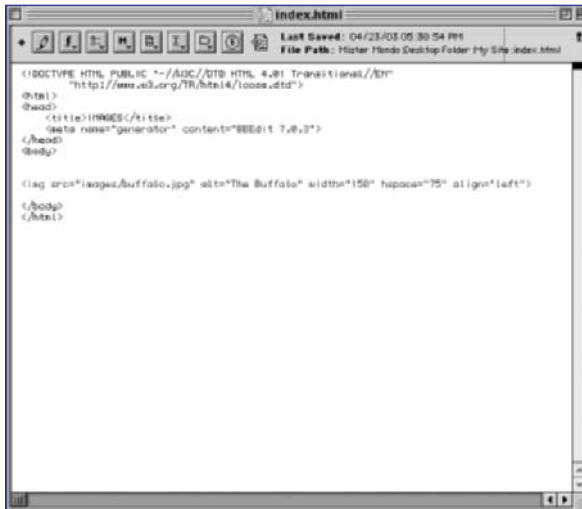 index.html
Last Saved: 04/23/03 05:30:54 PM
File Path: Mister Mondo:Desktop Folder:My Site:index.html
<!DOCTYPE HTML PUBLIC "-//W3C//DTD HTML 4.01 Transitional//EN"
"http://www.w3.org/TR/html4/loose.dtd">
<html>
<head>
<title>IMAGES</title>
<meta name="generator" content="BBEdit 7.0.3">
</head>
<body>
<img src="images/buffalo.jpg" alt="The Buffalo" width="150" hspace="75" align="left">
</body>
</html>